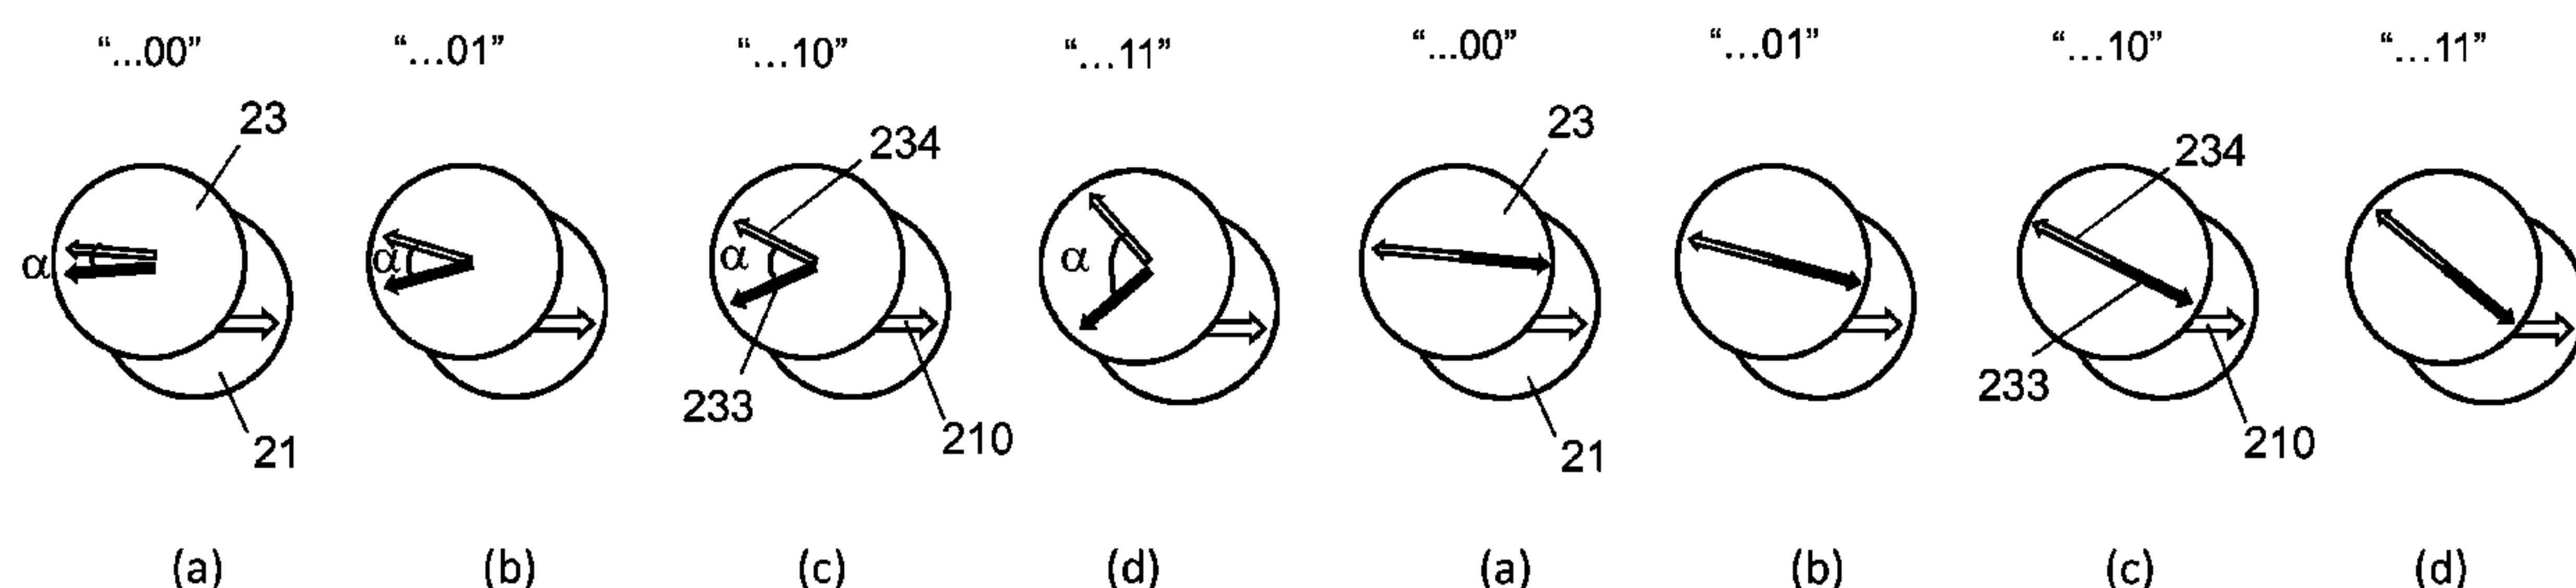 “...00” “...01” “...10” “...11” “...00” “...01” “...10” “...11”
23 23
234 234
α α α α
233 210 233 210
21 21
(a) (b) (c) (d) (a) (b) (c) (d)